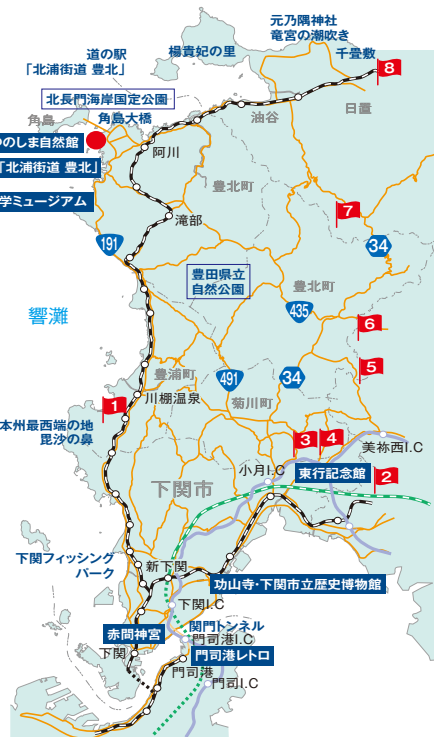 元乃隅神社
竜宮の潮吹き
千畳敷
8
楊貴妃の里
道の駅
「北浦街道 豊北」
北長門海岸国定公園
角島
角島大橋
油谷
日置
のしま自然館
「北浦街道 豊北」
阿川
豊北町
学ミュージアム
7
滝部
191
34
豊田県立
自然公園
豊北町
435
響灘
6
5
豊浦町
491
34
1
川棚温泉
菊川町
本州最西端の地
毘沙の鼻
3
4
美祢西I.C
小月I.C
東行記念館
2
下関市
下関フィッシング
パーク
新下関
功山寺・下関市立歴史博物館
下関I.C
赤間神宮
関門トンネル
門司港I.C
下関
門司港レトロ
門司港
門司I.C